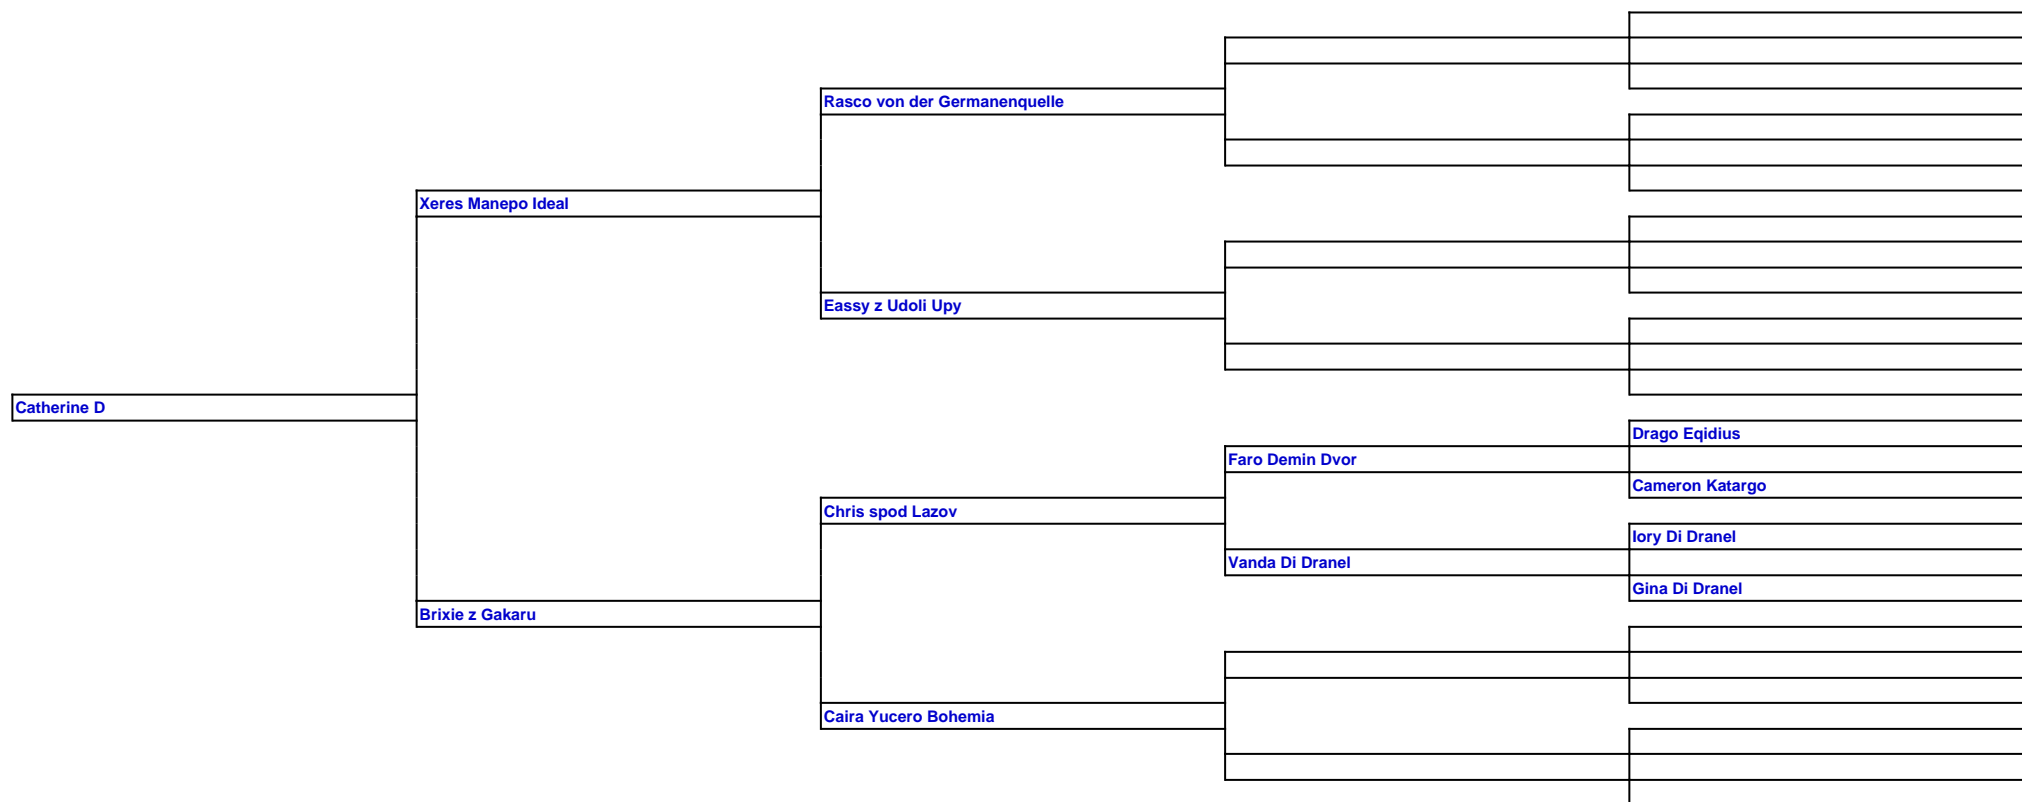 Rasco von der Germanenquelle
Xeres Manepo Ideal
Eassy z Udoli Upy
Catherine D
Drago Eqidius
Faro Demin Dvor
Cameron Katargo
Chris spod Lazov
Iory Di Dranel
Vanda Di Dranel
Gina Di Dranel
Brixie z Gakaru
Caira Yucero Bohemia